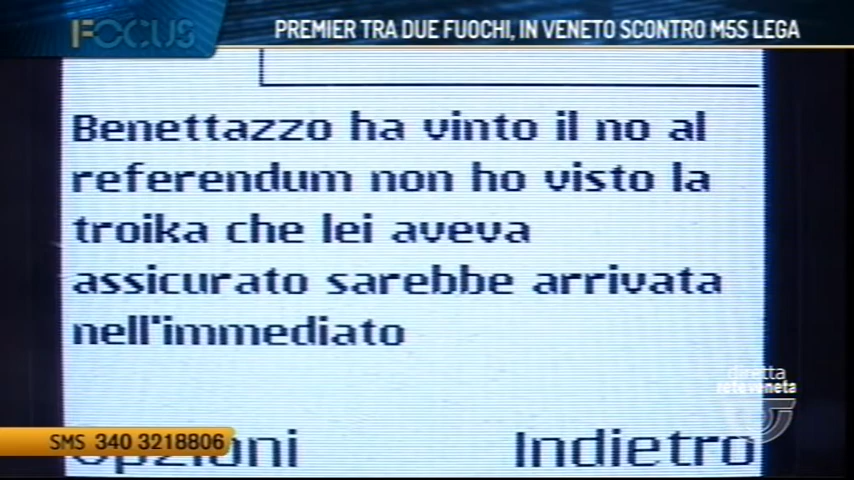 FOCUS
PREMIER TRA DUE FUOCHI, IN VENETO SCONTRO M5S LEGA
Benettazzo ha vinto il no al
referendum non ho visto la
troika che lei aveva
assicurato sarebbe arrivata
nell'immediato
diretta
reteveneta
SMS 340 3218806
Opzioni Indietro